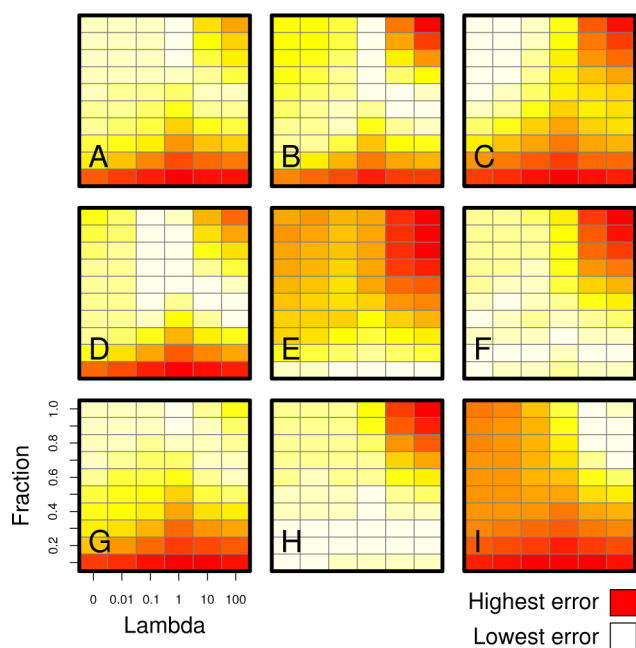 A
B
C
D
E
F
G
H
I
Fraction
1.0
0.8
0.6
0.4
0.2
0 0.01 0.1 1 10 100
Lambda
Highest error
Lowest error